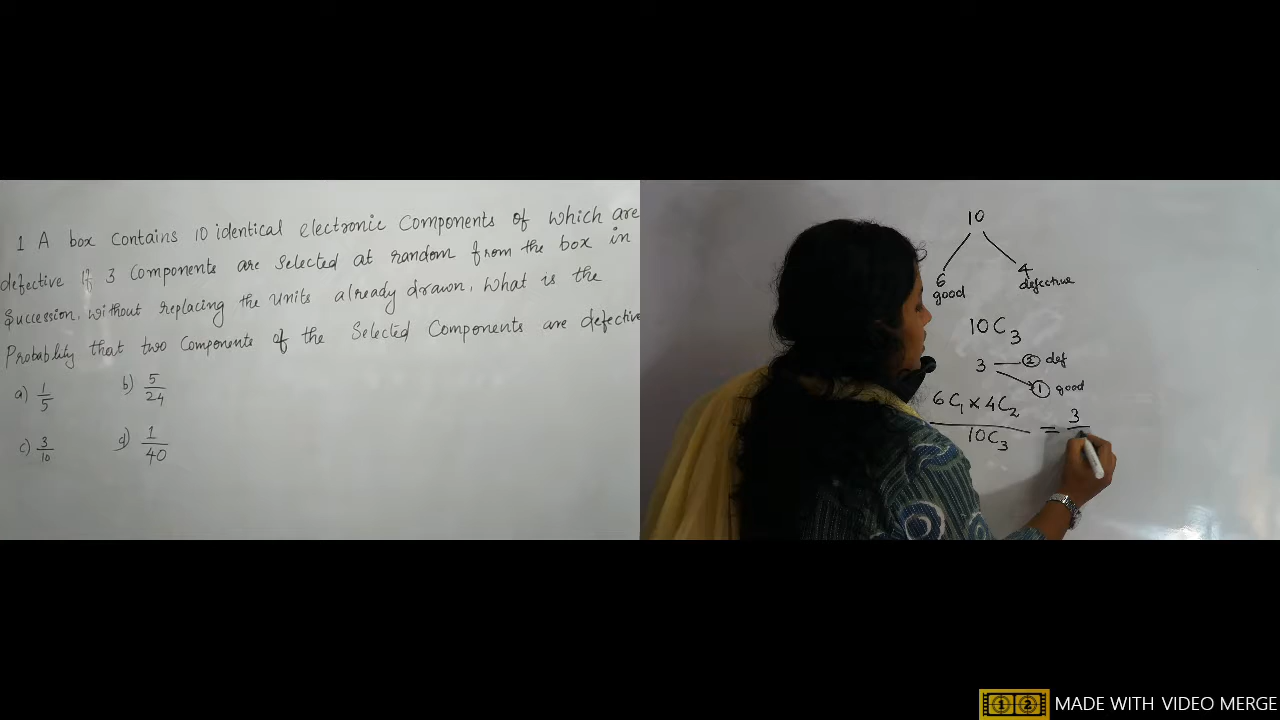 1 A box contains 10 identical electronic Components of which are
defective If 3 Components are Selected at random from the box in
Succession, without replacing the units already drawn, What is the
Probablity that two Components of the Selected Components are defective
a) 1/5 b) 5/24
c) 3/10 d) 1/40
10
6 good 4 defective
10C3
3 2 def
1 good
6C1 x 4C2 / 10C3 = 3
1 2 MADE WITH VIDEO MERGE